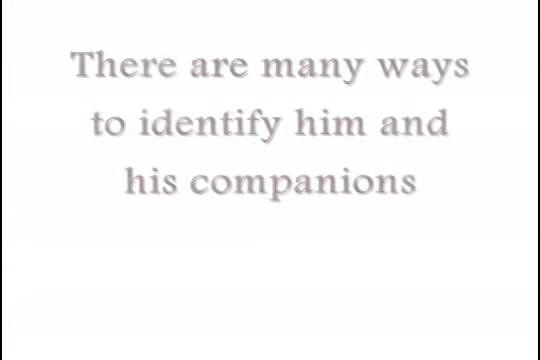 There are many ways
to identify him and
his companions